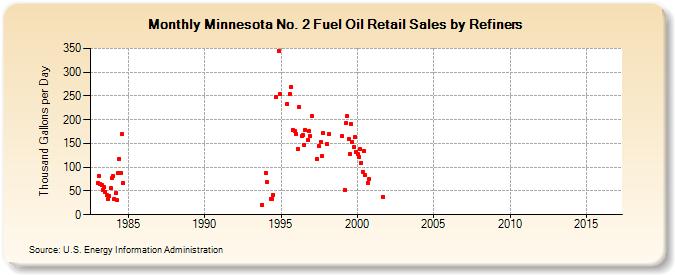 Monthly Minnesota No. 2 Fuel Oil Retail Sales by Refiners
Thousand Gallons per Day
350
300
250
200
150
100
50
0
1985 1990 1995 2000 2005 2010 2015
Source: U.S. Energy Information Administration